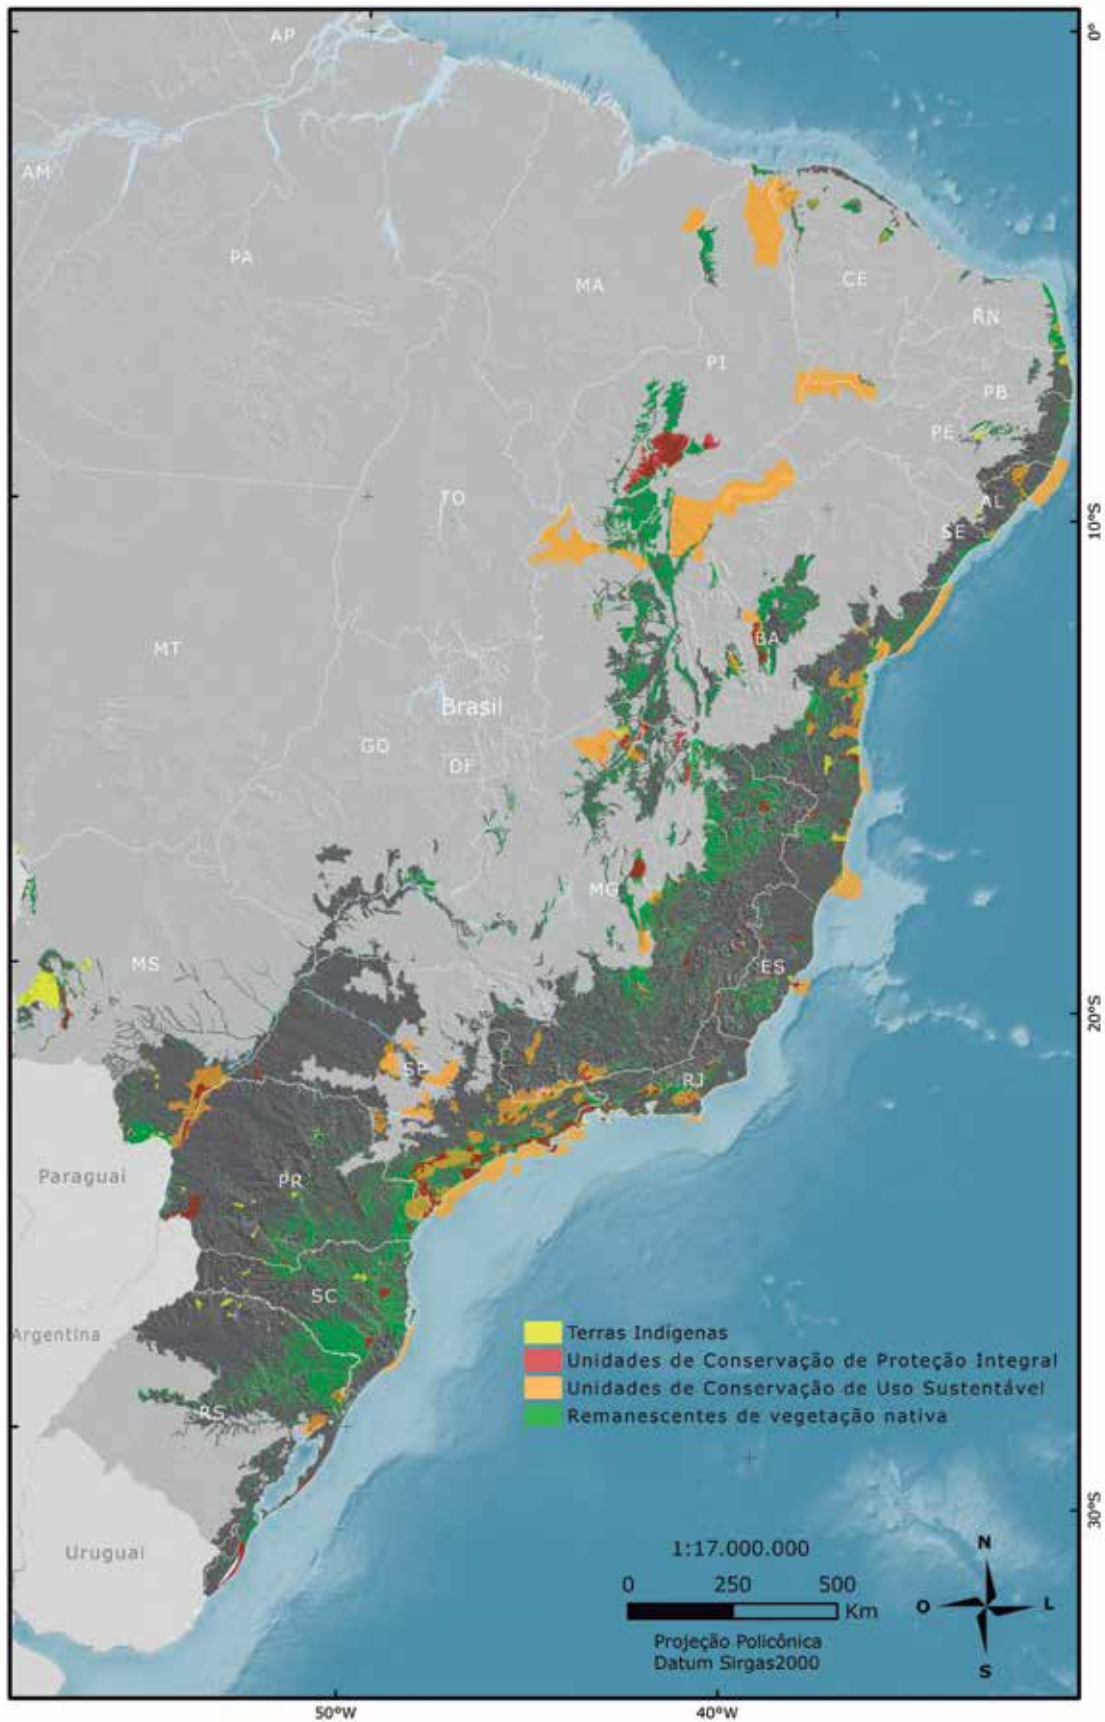 AP
0°
AM
PA
MA
CE
RN
PI
PB
PE
TO
AL
10°S
SE
MT
BA
Brasil
GO
DF
MG
MS
ES
20°S
SP
RJ
Paraguai
PR
SC
Argentina
Terras Indígenas
Unidades de Conservação de Proteção Integral
Unidades de Conservação de Uso Sustentável
Remanescentes de vegetação nativa
RS
30°S
Uruguai
1:17.000.000
0 250 500
Km
Projeção Policônica
Datum Sirgas2000
N
O L
S
50°W 40°W